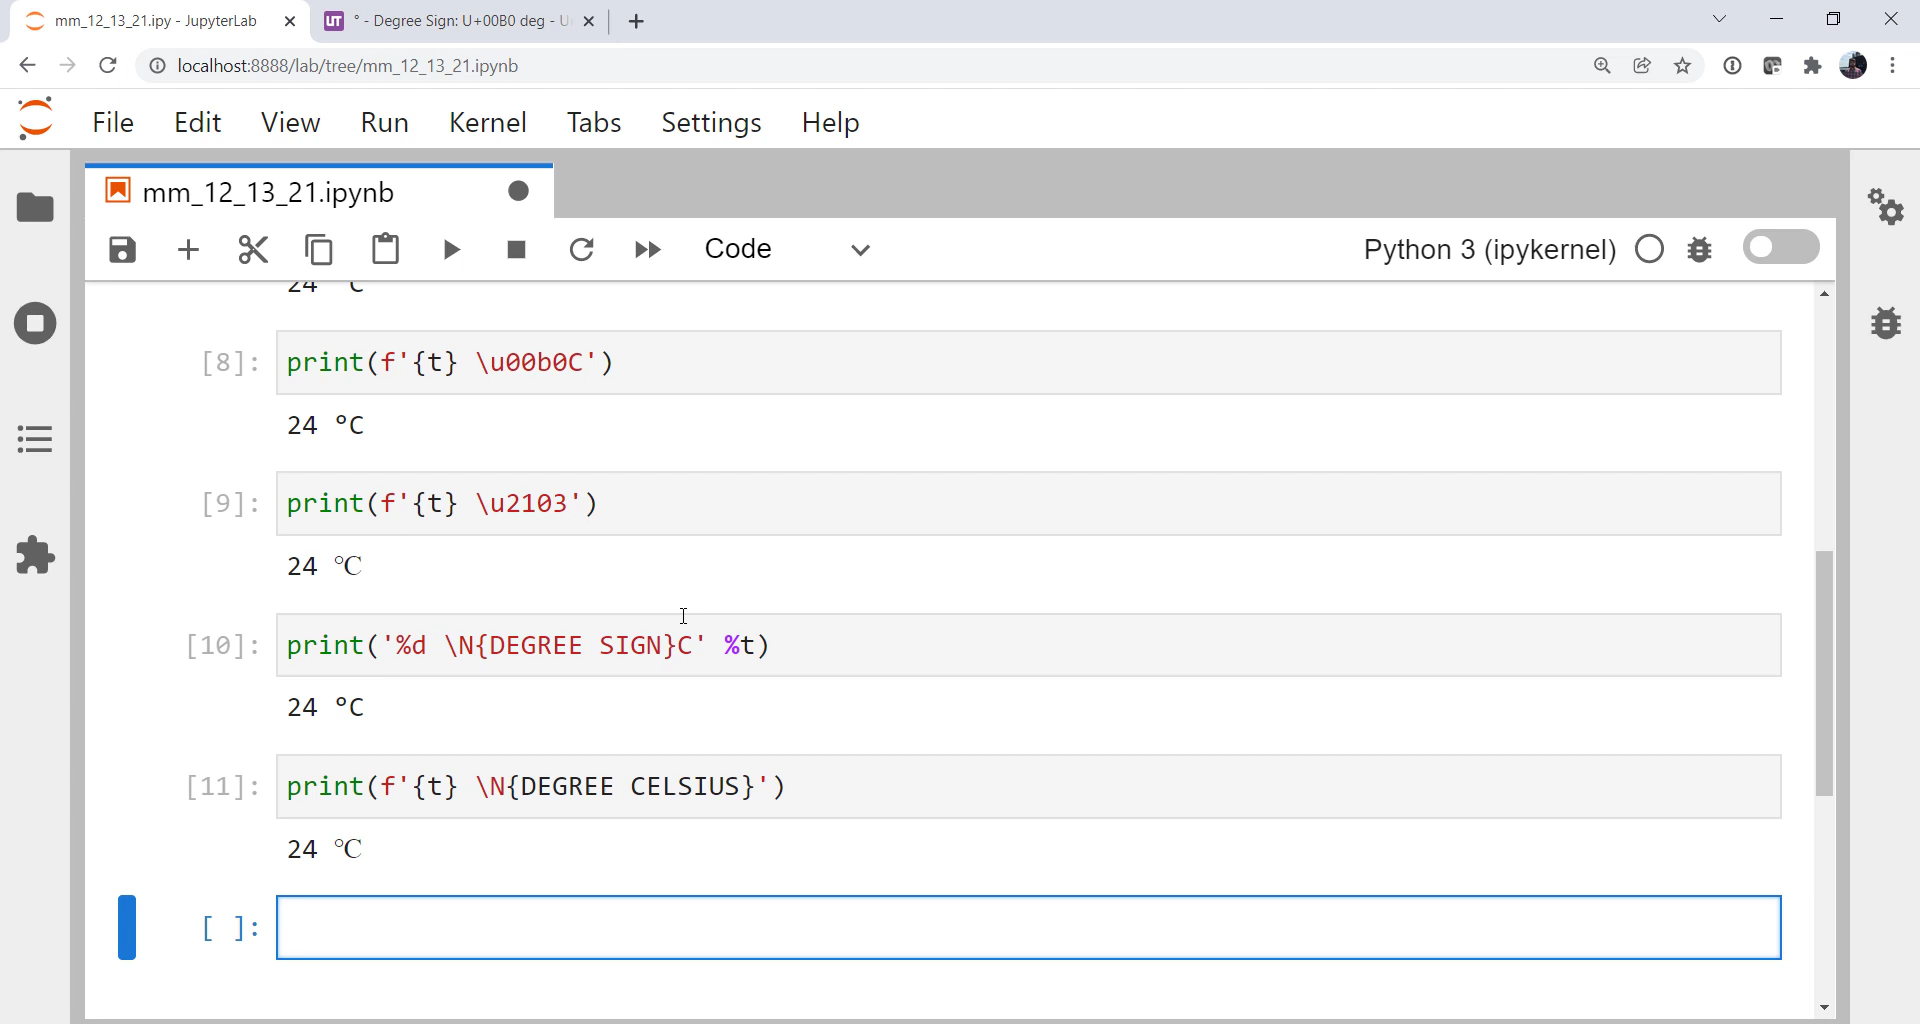 mm_12_13_21.ipy - JupyterLab
UT ° - Degree Sign: U+00B0 deg - U
localhost:8888/lab/tree/mm_12_13_21.ipynb
File Edit View Run Kernel Tabs Settings Help
mm_12_13_21.ipynb
Code Python 3 (ipykernel)
24 °C
[8]: print(f'{t} \u00b0C')
24 °C
[9]: print(f'{t} \u2103')
24 ℃
[10]: print('%d \N{DEGREE SIGN}C' %t)
24 °C
[11]: print(f'{t} \N{DEGREE CELSIUS}')
24 ℃
[ ]: